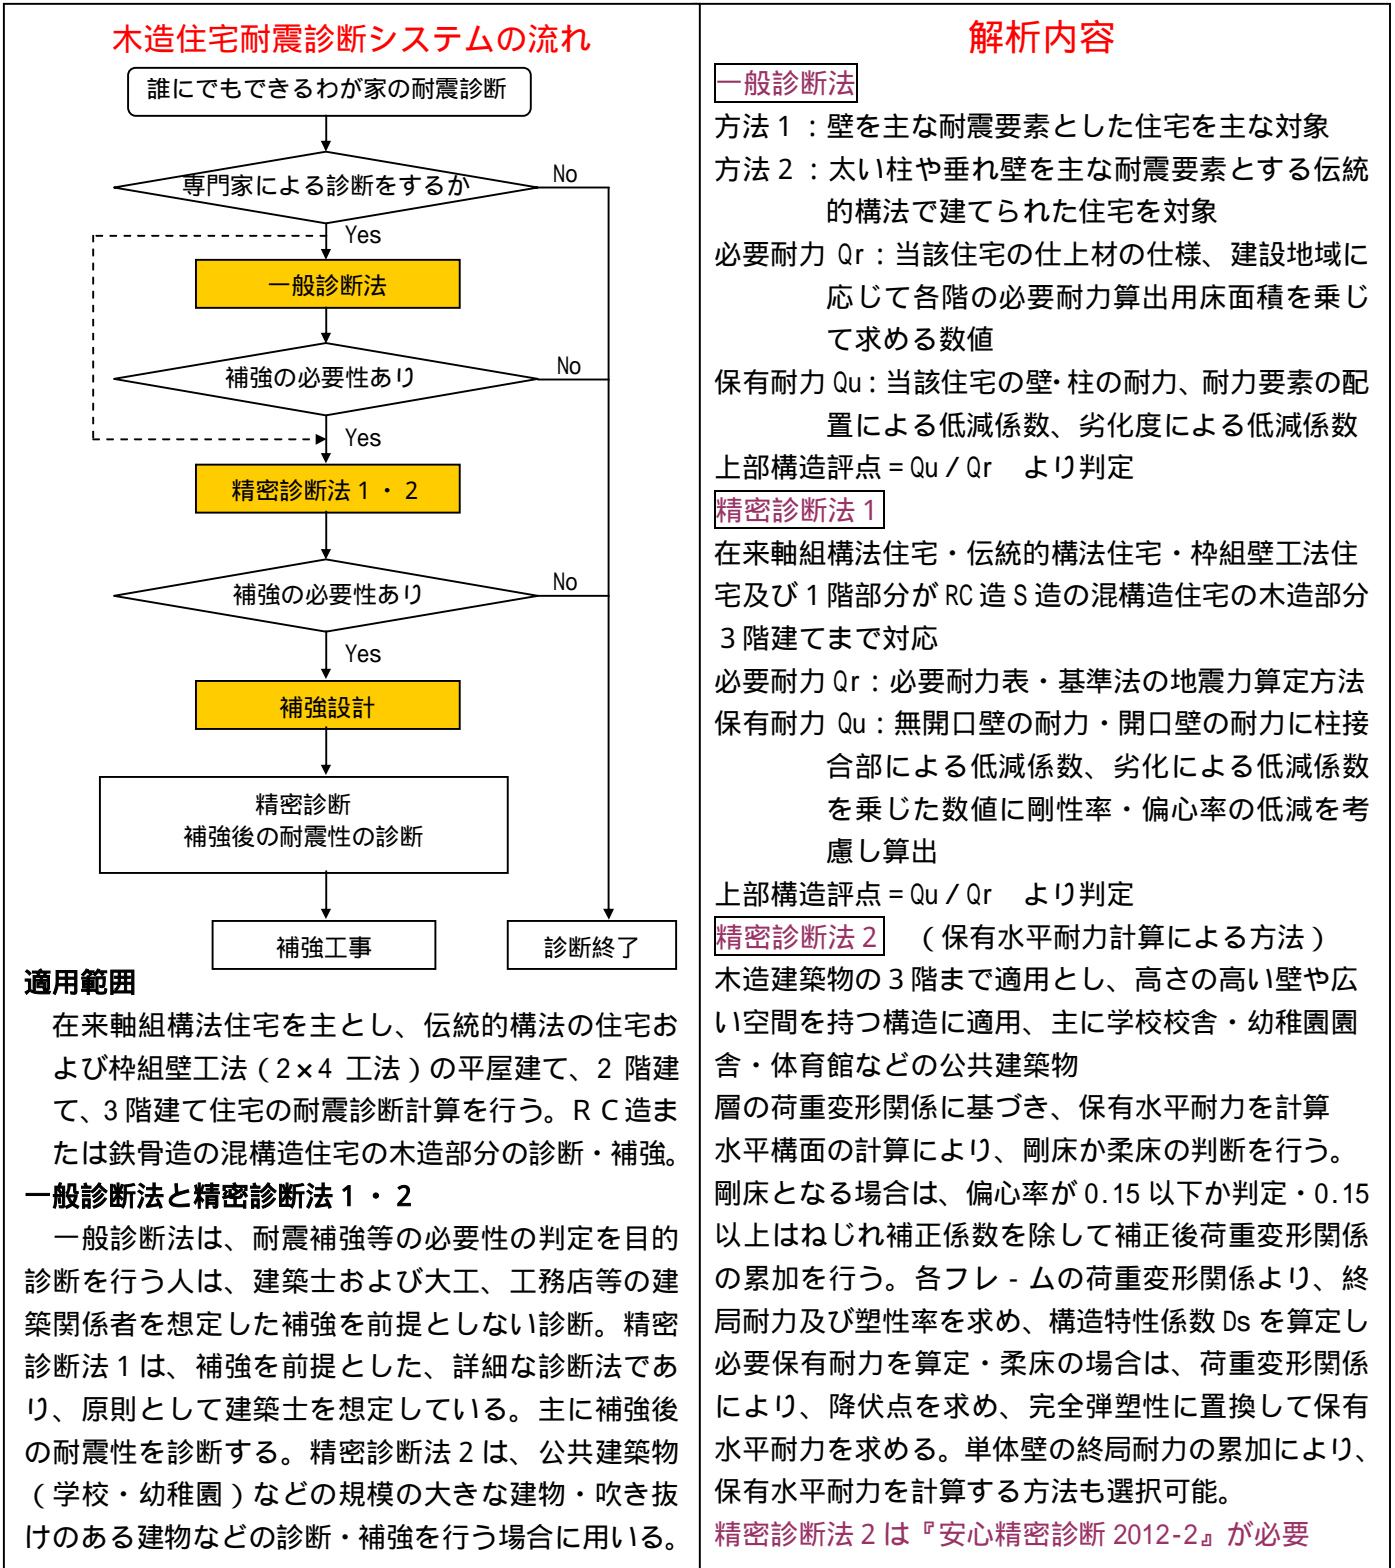 木造住宅耐震診断システムの流れ
誰にでもできるわが家の耐震診断
専門家による診断をするか
No
Yes
一般診断法
補強の必要性あり
No
Yes
精密診断法1・2
補強の必要性あり
No
Yes
補強設計
精密診断
補強後の耐震性の診断
補強工事
診断終了
適用範囲
在来軸組構法住宅を主とし、伝統的構法の住宅お
よび枠組壁工法(2×4 工法)の平屋建て、2 階建
て、3階建て住宅の耐震診断計算を行う。RC造ま
たは鉄骨造の混構造住宅の木造部分の診断・補強。
一般診断法と精密診断法1・2
一般診断法は、耐震補強等の必要性の判定を目的
診断を行う人は、建築士および大工、工務店等の建
築関係者を想定した補強を前提としない診断。精密
診断法1は、補強を前提とした、詳細な診断法であ
り、原則として建築士を想定している。主に補強後
の耐震性を診断する。精密診断法2は、公共建築物
(学校・幼稚園)などの規模の大きな建物・吹き抜
けのある建物などの診断・補強を行う場合に用いる。
解析内容
一般診断法
方法1:壁を主な耐震要素とした住宅を主な対象
方法2:太い柱や垂れ壁を主な耐震要素とする伝統
的構法で建てられた住宅を対象
必要耐力 Qr:当該住宅の仕上材の仕様、建設地域に
応じて各階の必要耐力算出用床面積を乗じ
て求める数値
保有耐力 Qu:当該住宅の壁・柱の耐力、耐力要素の配
置による低減係数、劣化度による低減係数
上部構造評点=Qu/Qr より判定
精密診断法1
在来軸組構法住宅・伝統的構法住宅・枠組壁工法住
宅及び1階部分が RC造S造の混構造住宅の木造部分
3階建てまで対応
必要耐力 Qr:必要耐力表・基準法の地震力算定方法
保有耐力 Qu:無開口壁の耐力・開口壁の耐力に柱接
合部による低減係数、劣化による低減係数
を乗じた数値に剛性率・偏心率の低減を考
慮し算出
上部構造評点=Qu/Qr より判定
精密診断法2 (保有水平耐力計算による方法)
木造建築物の3階まで適用とし、高さの高い壁や広
い空間を持つ構造に適用、主に学校校舎・幼稚園園
舎・体育館などの公共建築物
層の荷重変形関係に基づき、保有水平耐力を計算
水平構面の計算により、剛床か柔床の判断を行う。
剛床となる場合は、偏心率が0.15以下か判定・0.15
以上はねじれ補正係数を除して補正後荷重変形関係
の累加を行う。各フレ-ムの荷重変形関係より、終
局耐力及び塑性率を求め、構造特性係数Dsを算定し
必要保有耐力を算定・柔床の場合は、荷重変形関係
により、降伏点を求め、完全弾塑性に置換して保有
水平耐力を求める。単体壁の終局耐力の累加により、
保有水平耐力を計算する方法も選択可能。
精密診断法2は『安心精密診断2012-2』が必要